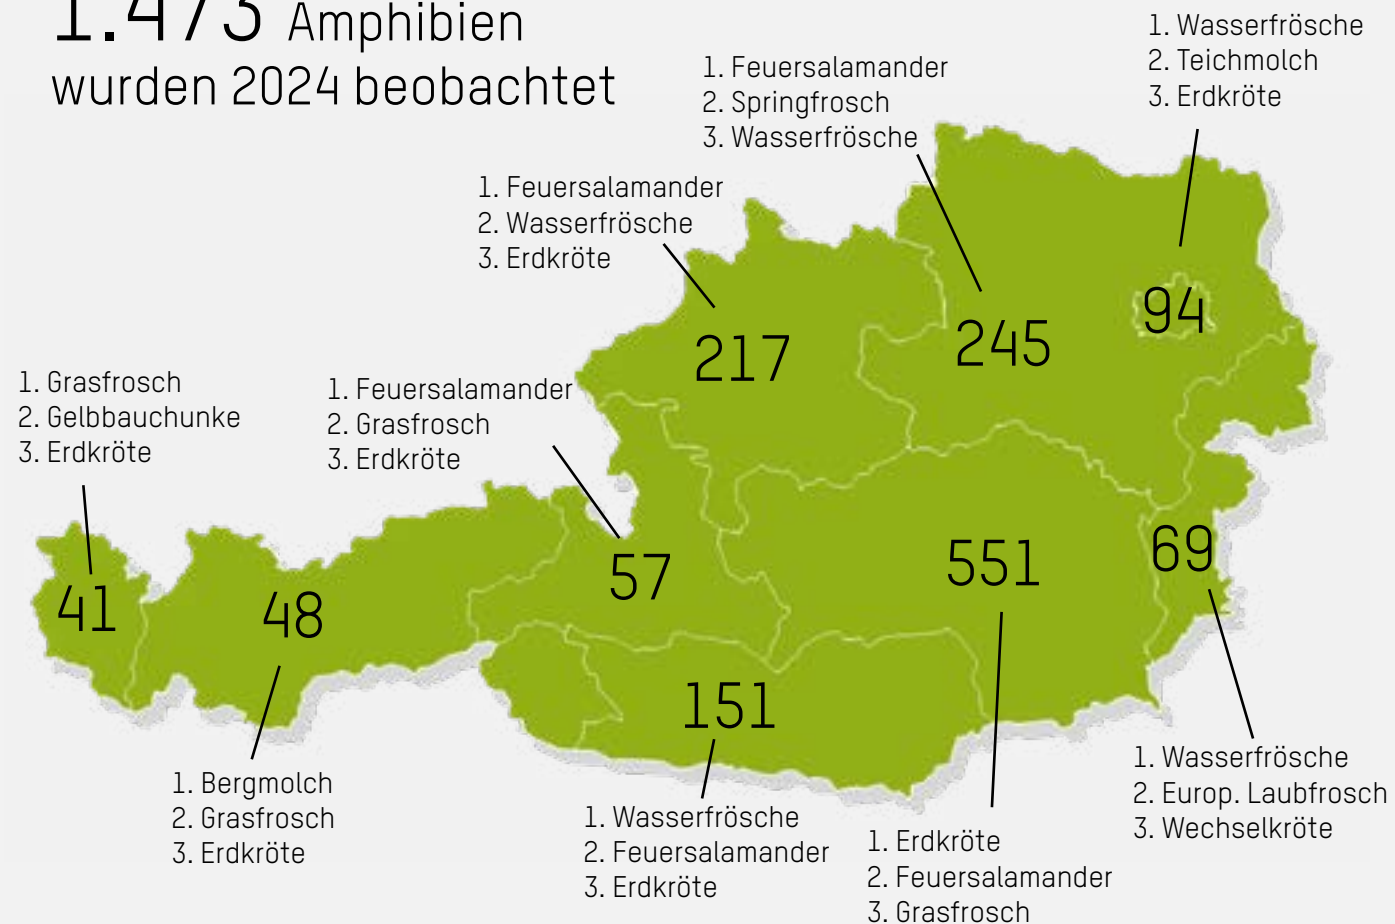 1.473 Amphibien
wurden 2024 beobachtet
1. Wasserfrösche
2. Teichmolch
3. Erdkröte
1. Feuersalamander
2. Springfrosch
3. Wasserfrösche
1. Feuersalamander
2. Wasserfrösche
3. Erdkröte
1. Grasfrosch
2. Gelbbauchunke
3. Erdkröte
1. Feuersalamander
2. Grasfrosch
3. Erdkröte
94
245
217
551
69
57
48
41
151
1. Bergmolch
2. Grasfrosch
3. Erdkröte
1. Wasserfrösche
2. Feuersalamander
3. Erdkröte
1. Erdkröte
2. Feuersalamander
3. Grasfrosch
1. Wasserfrösche
2. Europ. Laubfrosch
3. Wechselkröte